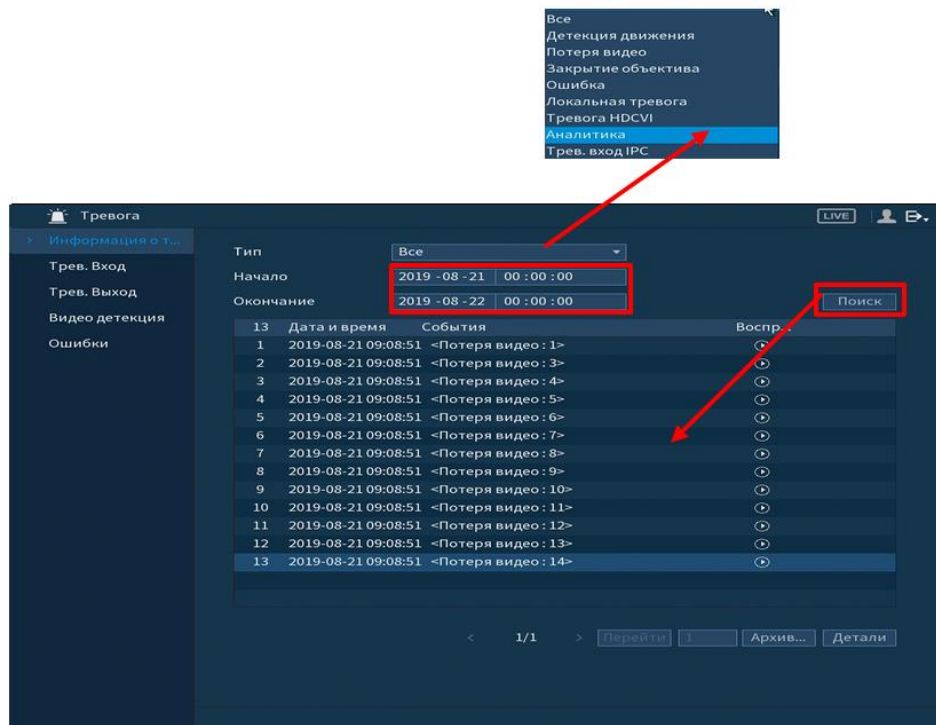 Все
Детекция движения
Потеря видео
Закрытие объектива
Ошибка
Локальная тревога
Тревога HDCVI
Аналитика
Трев. вход IPC
Тревога LIVE
Информация о т...
Трев. Вход
Трев. Выход
Видео детекция
Ошибки
Тип Все
Начало 2019 -08 -21 00 : 00 : 00
Окончание 2019 -08 -22 00 : 00 : 00 Поиск
13 Дата и время События Воспр...
1 2019-08-21 09:08:51 <Потеря видео : 1>
2 2019-08-21 09:08:51 <Потеря видео : 3>
3 2019-08-21 09:08:51 <Потеря видео : 4>
4 2019-08-21 09:08:51 <Потеря видео : 5>
5 2019-08-21 09:08:51 <Потеря видео : 6>
6 2019-08-21 09:08:51 <Потеря видео : 7>
7 2019-08-21 09:08:51 <Потеря видео : 8>
8 2019-08-21 09:08:51 <Потеря видео : 9>
9 2019-08-21 09:08:51 <Потеря видео : 10>
10 2019-08-21 09:08:51 <Потеря видео : 11>
11 2019-08-21 09:08:51 <Потеря видео : 12>
12 2019-08-21 09:08:51 <Потеря видео : 13>
13 2019-08-21 09:08:51 <Потеря видео : 14>
< 1/1 > Перейти 1 Архив... Детали